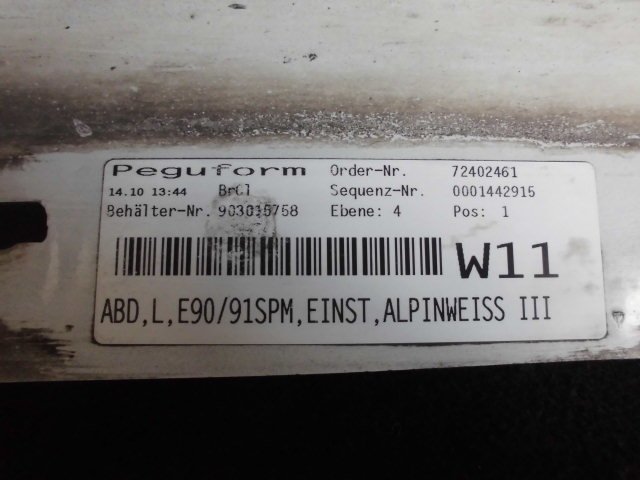 Peguform Order-Nr. 72402461
14.10 13:44 BrCl Sequenz-Nr. 0001442915
Behälter-Nr. 903015758 Ebene: 4 Pos: 1
W11
ABD,L,E90/91SPM,EINST,ALPINWEISS III